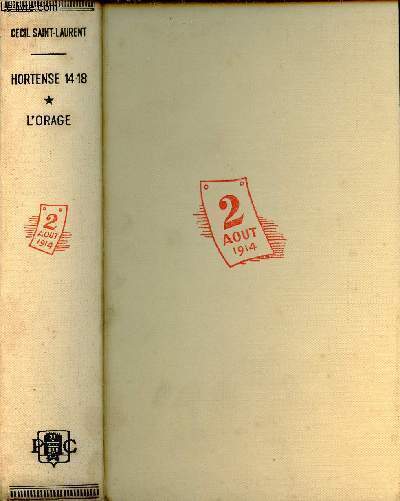 CECIL SAINT-LAURENT
HORTENSE 14-18
★
L'ORAGE
2
AOUT
1914
P C
2
AOUT
1914